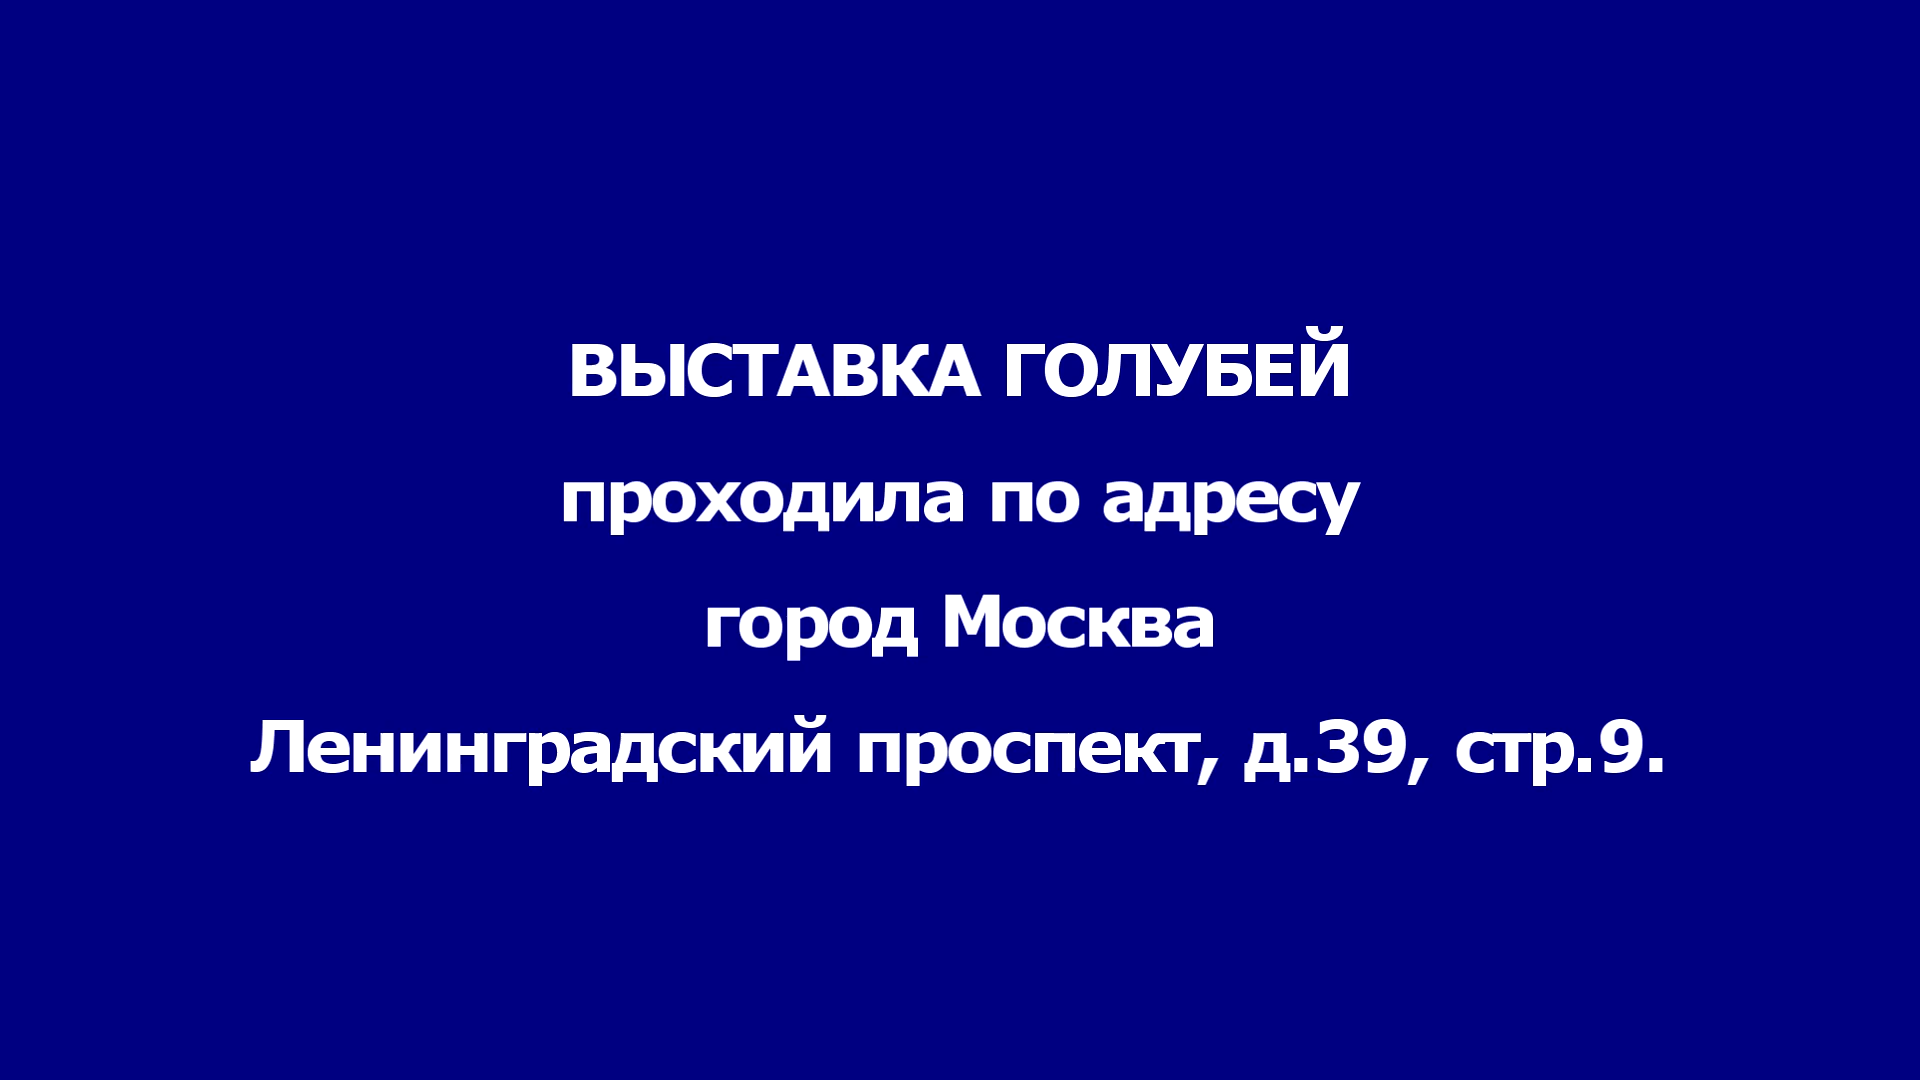 ВЫСТАВКА ГОЛУБЕЙ
проходила по адресу
город Москва
Ленинградский проспект, д.39, стр.9.